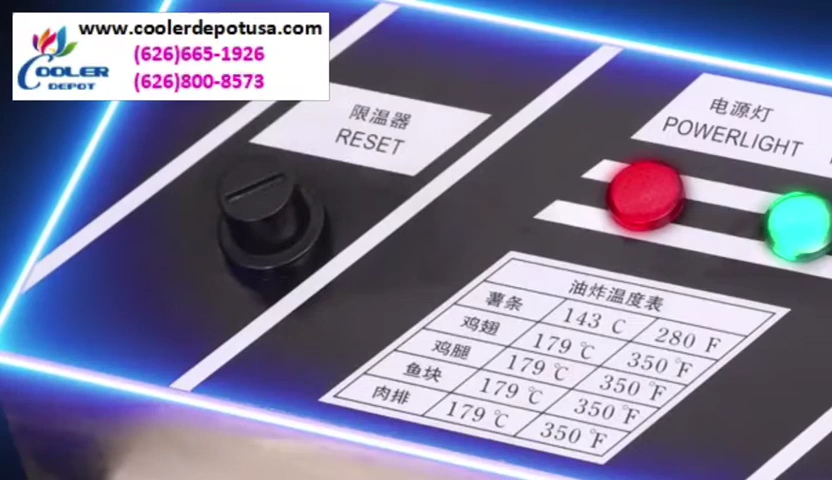 www.coolerdepotusa.com
(626)665-1926
(626)800-8573
COOLER
DEPOT
限温器
RESET
电源灯
POWERLIGHT
油炸温度表
薯条 143 C 280 F
鸡翅 179℃ 350℉
鸡腿 179℃ 350℉
鱼块 179℃ 350℉
肉排 179℃ 350℉